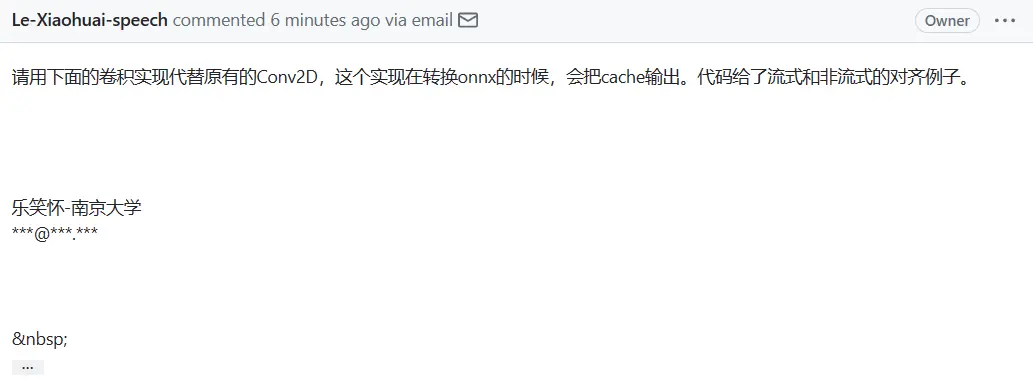 Le-Xiaohuai-speech commented 6 minutes ago via email Owner ...
请用下面的卷积实现代替原有的Conv2D，这个实现在转换onnx的时候，会把cache输出。代码给了流式和非流式的对齐例子。
乐笑怀-南京大学
***@***.***
&nbsp;
...